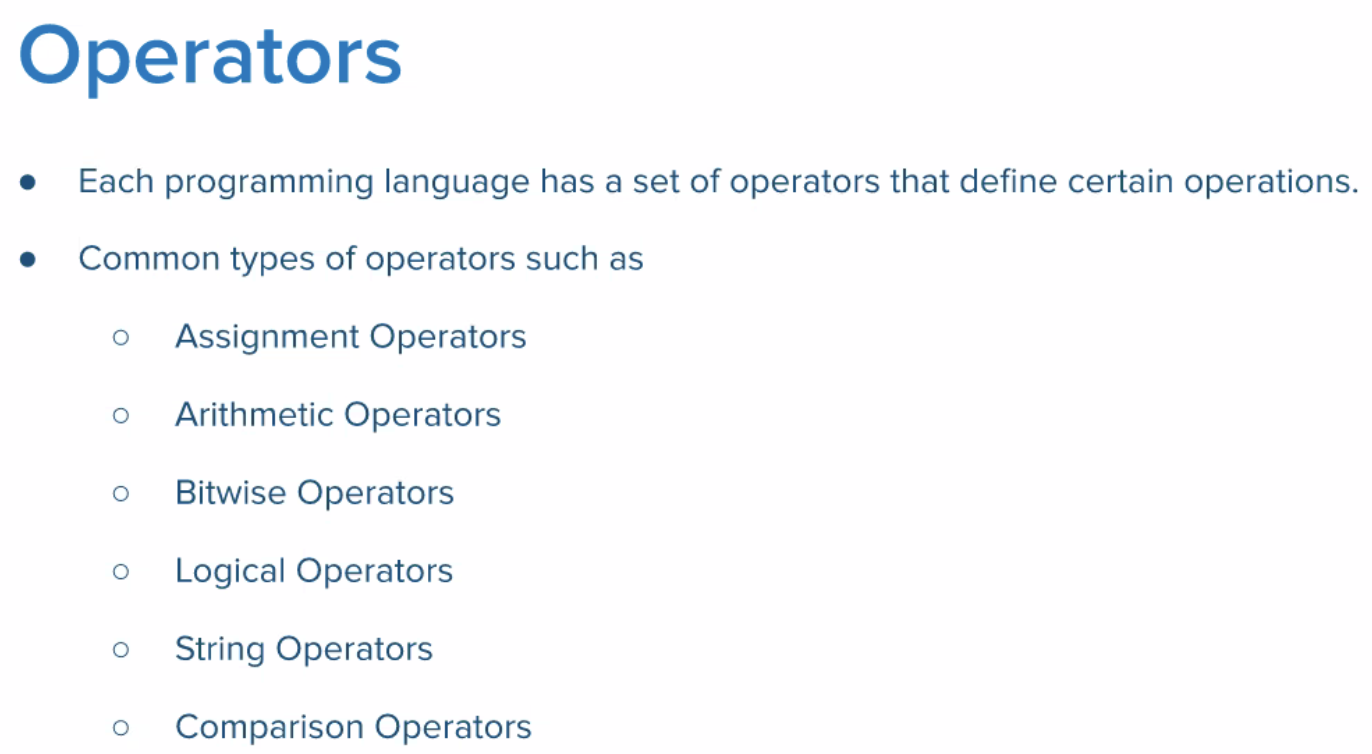 Operators
● Each programming language has a set of operators that define certain operations.
● Common types of operators such as
○ Assignment Operators
○ Arithmetic Operators
○ Bitwise Operators
○ Logical Operators
○ String Operators
○ Comparison Operators